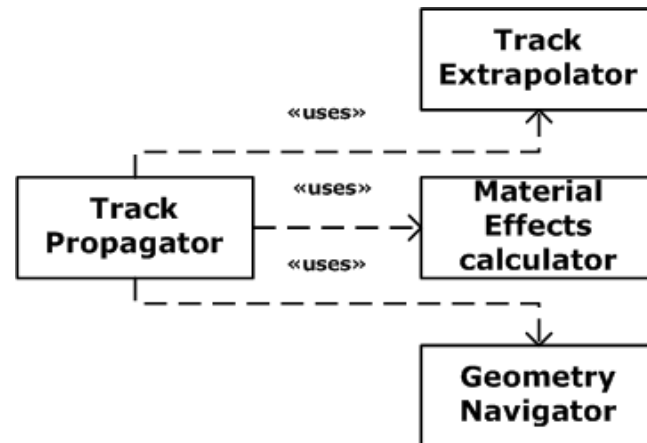 Track
Extrapolator
«uses»
«uses»
Track
Propagator
Material
Effects
calculator
«uses»
Geometry
Navigator